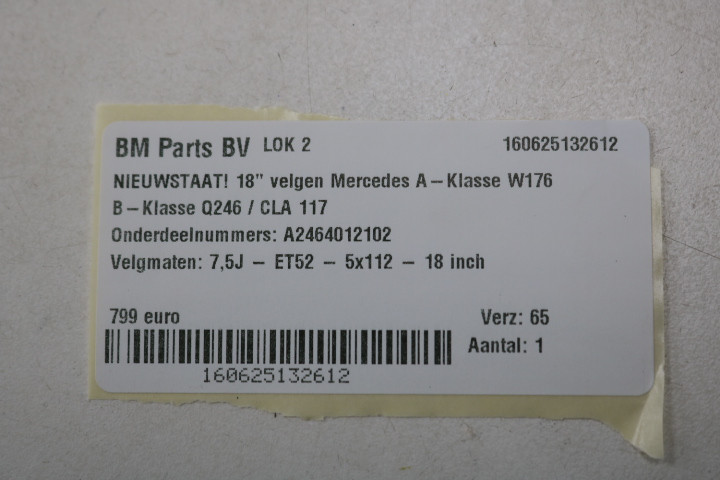 BM Parts BV LOK 2 160625132612
NIEUWSTAAT! 18" velgen Mercedes A-Klasse W176
B-Klasse Q246 / CLA 117
Onderdeelnummers: A2464012102
Velgmaten: 7,5J - ET52 - 5x112 - 18 inch
799 euro Verz: 65
Aantal: 1
160625132612